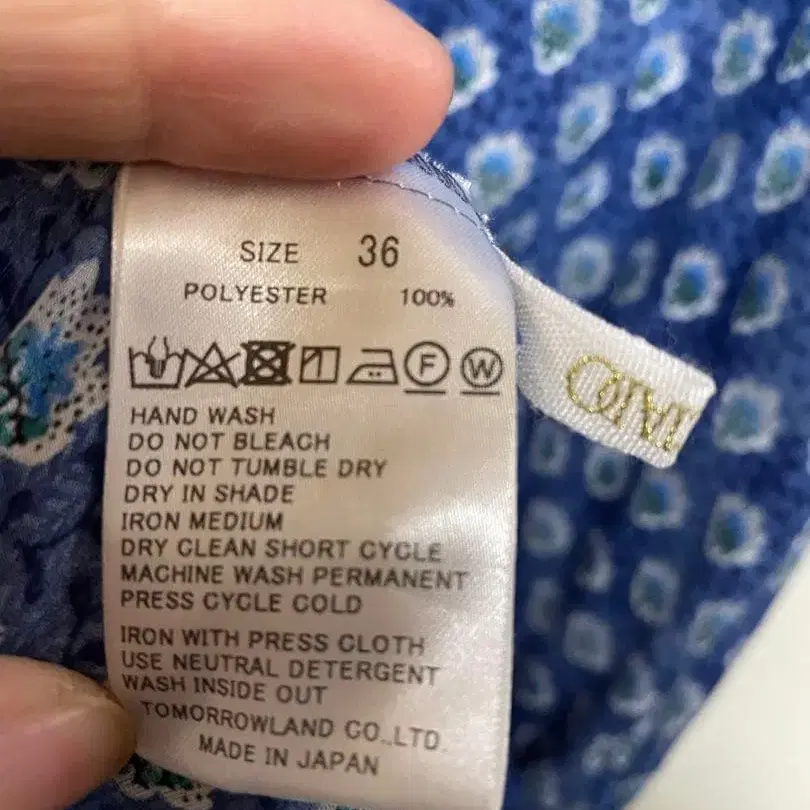 SIZE 36
POLYESTER 100%
F W
HAND WASH
DO NOT BLEACH
DO NOT TUMBLE DRY
DRY IN SHADE
IRON MEDIUM
DRY CLEAN SHORT CYCLE
MACHINE WASH PERMANENT
PRESS CYCLE COLD
IRON WITH PRESS CLOTH
USE NEUTRAL DETERGENT
WASH INSIDE OUT
TOMORROWLAND CO.,LTD.
MADE IN JAPAN